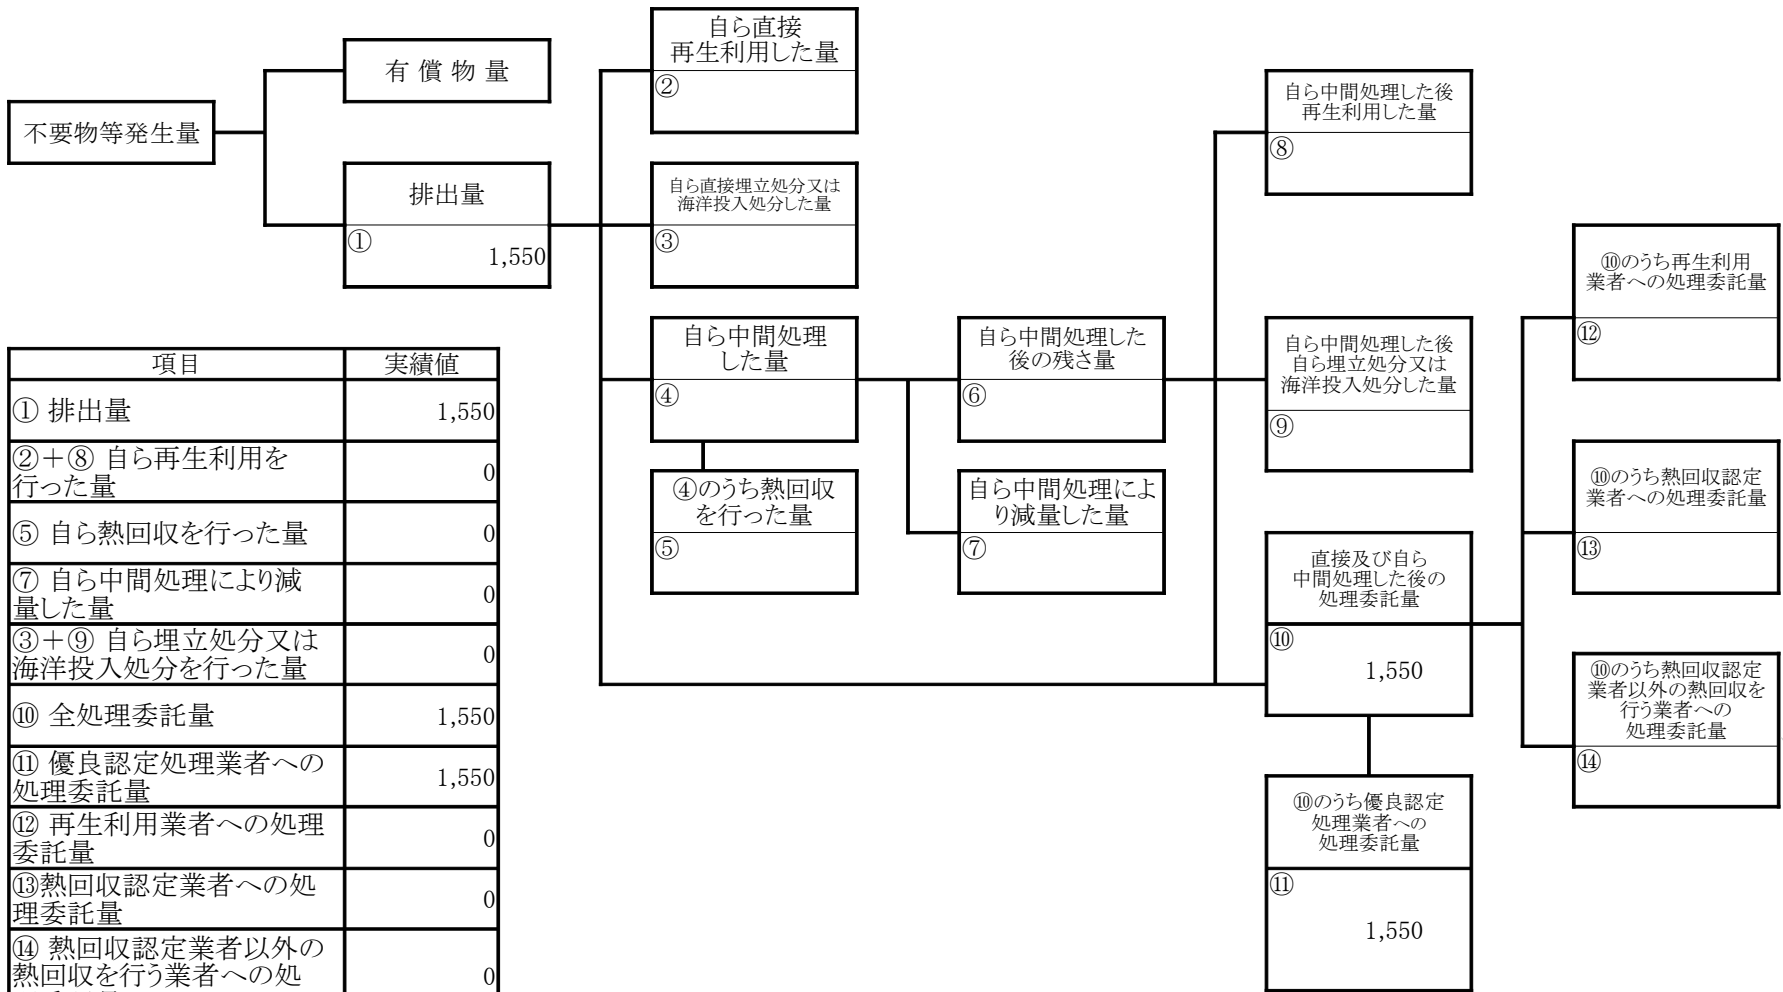 不要物等発生量
有 償 物 量
排出量
①
1,550
自ら直接
再生利用した量
②
自ら直接埋立処分又は
海洋投入処分した量
③
自ら中間処理
した量
④
④のうち熱回収
を行った量
⑤
自ら中間処理した
後の残さ量
⑥
自ら中間処理によ
り減量した量
⑦
自ら中間処理した後
再生利用した量
⑧
自ら中間処理した後
自ら埋立処分又は
海洋投入処分した量
⑨
直接及び自ら
中間処理した後の
処理委託量
⑩
1,550
⑩のうち優良認定
処理業者への
処理委託量
⑪
1,550
⑩のうち再生利用
業者への処理委託量
⑫
⑩のうち熱回収認定
業者への処理委託量
⑬
⑩のうち熱回収認定
業者以外の熱回収を
行う業者への
処理委託量
⑭
項目 実績値
① 排出量 1,550
②＋⑧ 自ら再生利用を
行った量 0
⑤ 自ら熱回収を行った量 0
⑦ 自ら中間処理により減
量した量 0
③＋⑨ 自ら埋立処分又は
海洋投入処分を行った量 0
⑩ 全処理委託量 1,550
⑪ 優良認定処理業者への
処理委託量 1,550
⑫ 再生利用業者への処理
委託量 0
⑬熱回収認定業者への処
理委託量 0
⑭ 熱回収認定業者以外の
熱回収を行う業者への処 0